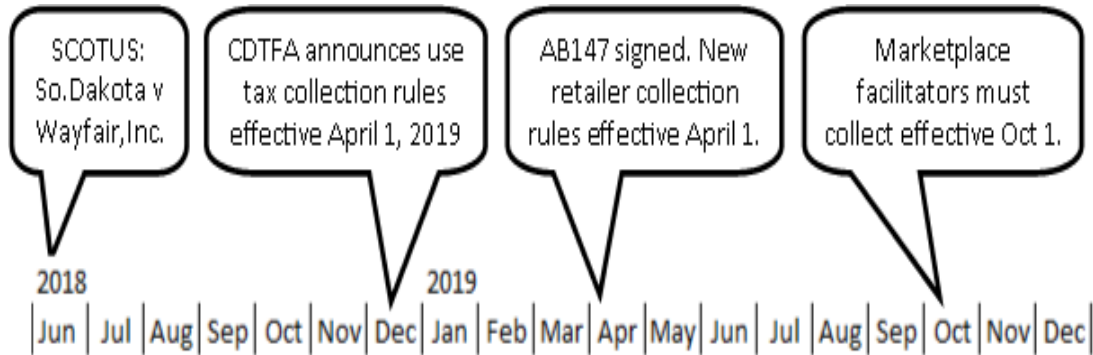 SCOTUS:
So.Dakota v
Wayfair,Inc.
CDTFA announces use
tax collection rules
effective April 1, 2019
AB147 signed. New
retailer collection
rules effective April 1.
Marketplace
facilitators must
collect effective Oct 1.
2018 2019
Jun Jul Aug Sep Oct Nov Dec Jan Feb Mar Apr May Jun Jul Aug Sep Oct Nov Dec